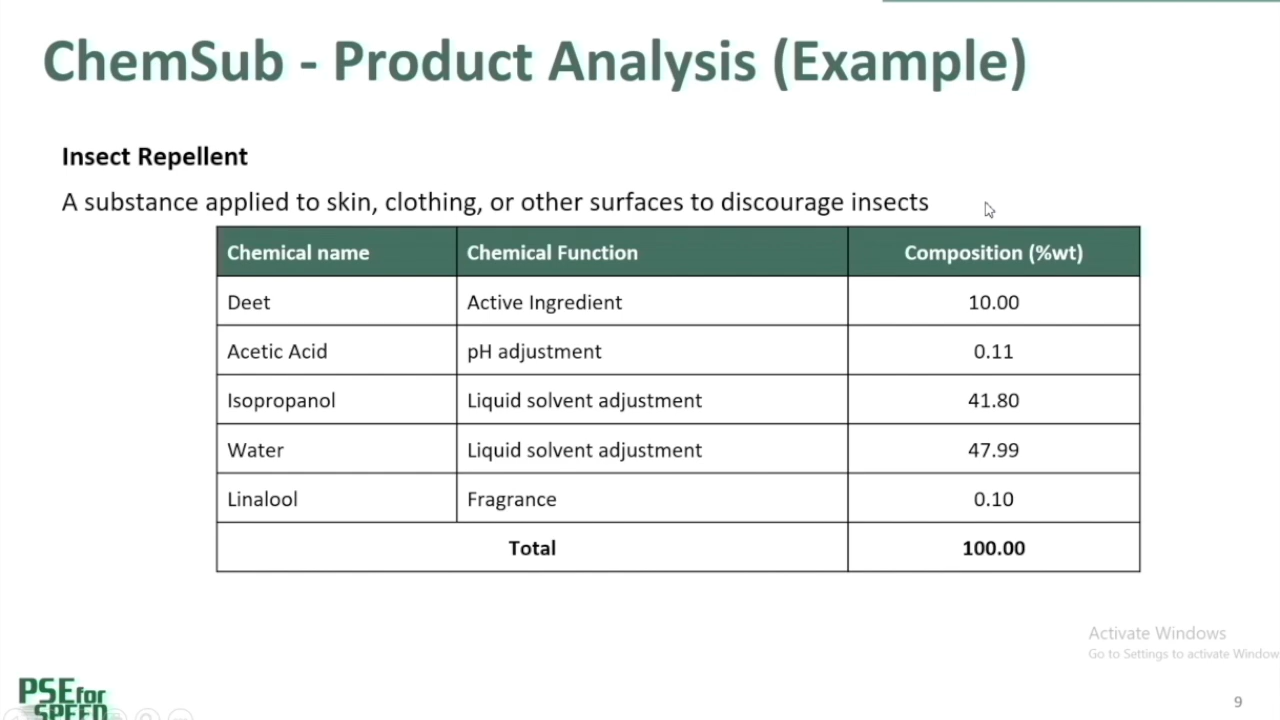 ChemSub - Product Analysis (Example)
Insect Repellent
A substance applied to skin, clothing, or other surfaces to discourage insects
Chemical name Chemical Function Composition (%wt)
Deet Active Ingredient 10.00
Acetic Acid pH adjustment 0.11
Isopropanol Liquid solvent adjustment 41.80
Water Liquid solvent adjustment 47.99
Linalool Fragrance 0.10
Total 100.00
Activate Windows
Go to Settings to activate Window
PSE for
SPEED
9